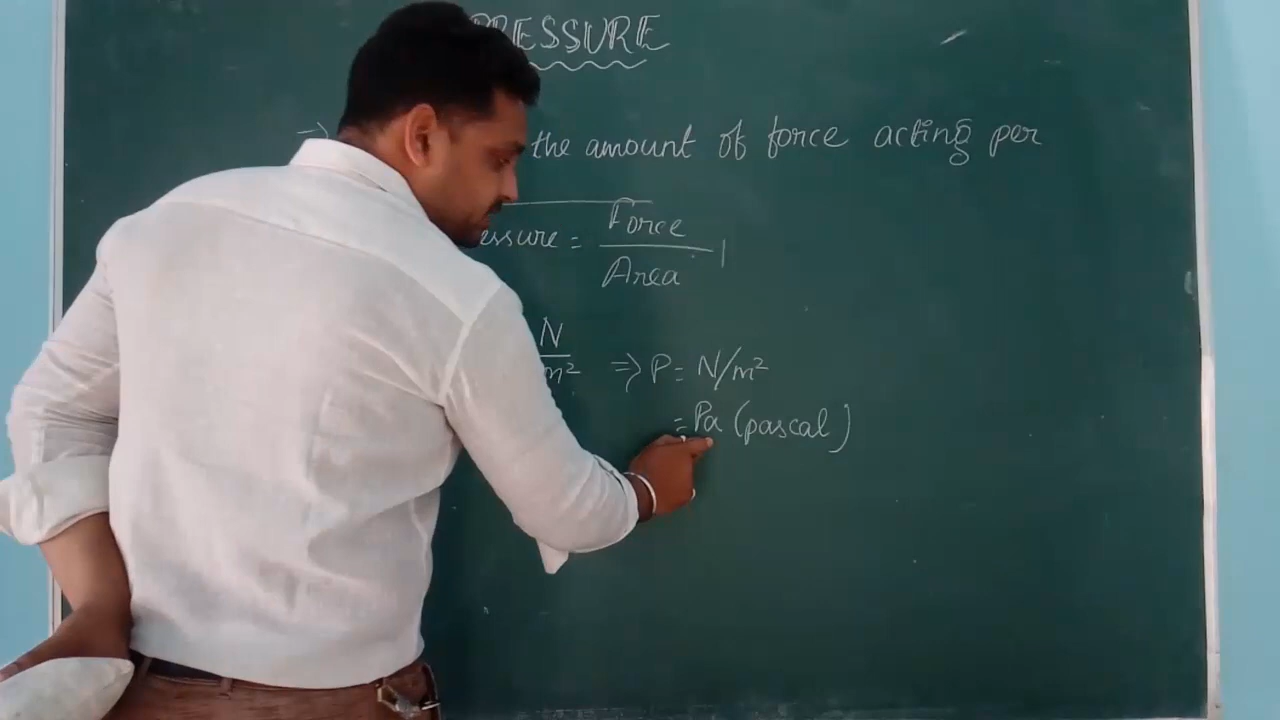 PRESSURE
→ the amount of force acting per
essure = Force / Area
N / m² ⇒ P = N/m²
= Pa (pascal)